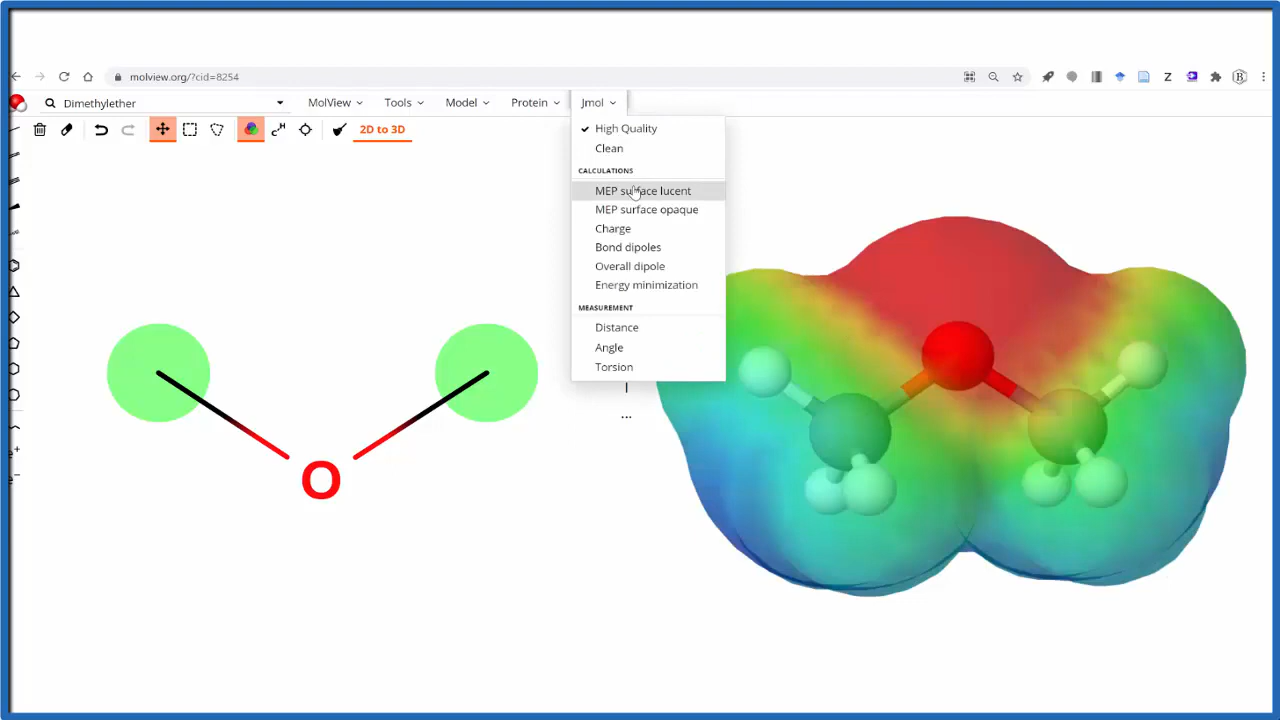 molview.org/?cid=8254
Z
B
Dimethylether
MolView
Tools
Model
Protein
Jmol
2D to 3D
High Quality
Clean
CALCULATIONS
MEP surface lucent
MEP surface opaque
Charge
Bond dipoles
Overall dipole
Energy minimization
MEASUREMENT
Distance
Angle
Torsion
...
O